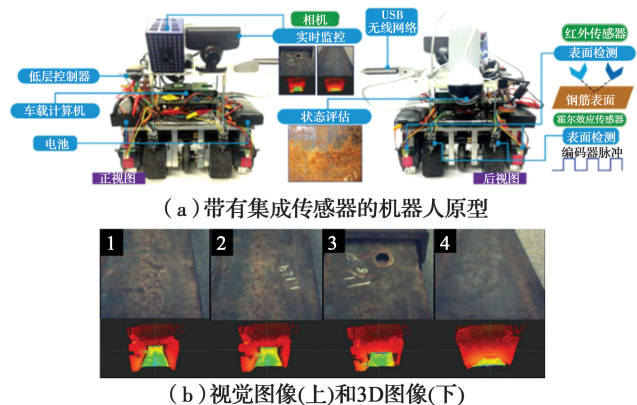 相机
实时监控
USB
无线网络
红外传感器
表面检测
低层控制器
车载计算机
电池
状态评估
钢筋表面
霍尔效应传感器
表面检测
编码器脉冲
正视图
后视图
(a)带有集成传感器的机器人原型
1
2
3
4
1129
(b)视觉图像(上)和3D图像(下)